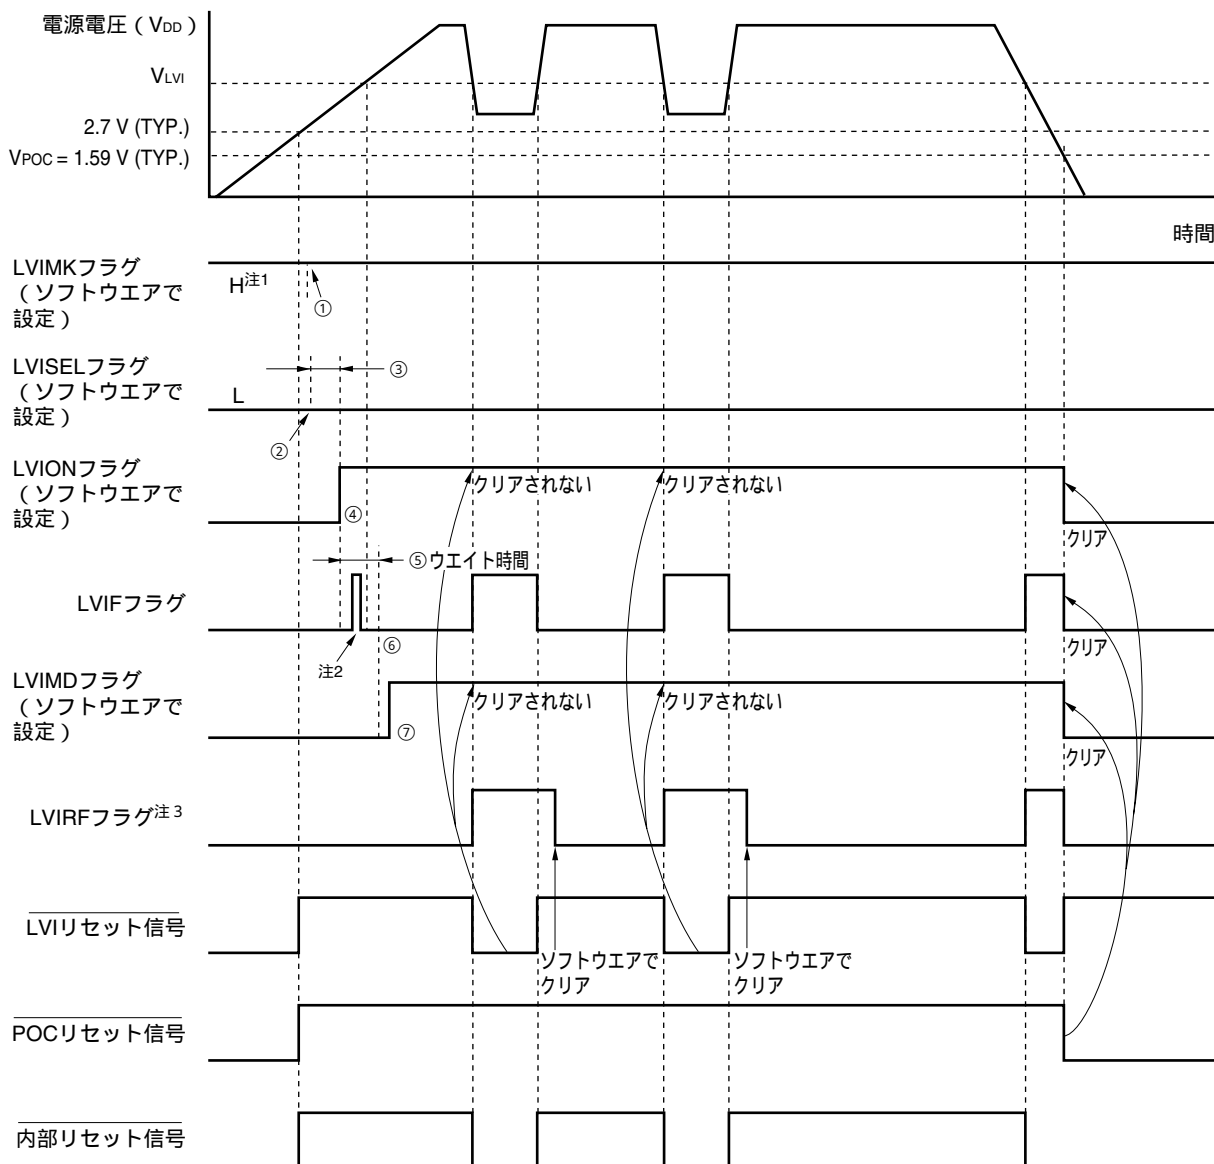 電源電圧（VDD）
VLVI
2.7 V (TYP.)
VPOC = 1.59 V (TYP.)
時間
LVIMKフラグ
（ソフトウエアで
設定）
H注1
①
LVISELフラグ
（ソフトウエアで
設定）
L
③
②
LVIONフラグ
（ソフトウエアで
設定）
④
クリアされない
クリアされない
クリア
⑤ウエイト時間
LVIFフラグ
注2
⑥
クリア
LVIMDフラグ
（ソフトウエアで
設定）
⑦
クリアされない
クリアされない
クリア
LVIRFフラグ注3
LVIリセット信号
ソフトウエアで
クリア
ソフトウエアで
クリア
POCリセット信号
内部リセット信号